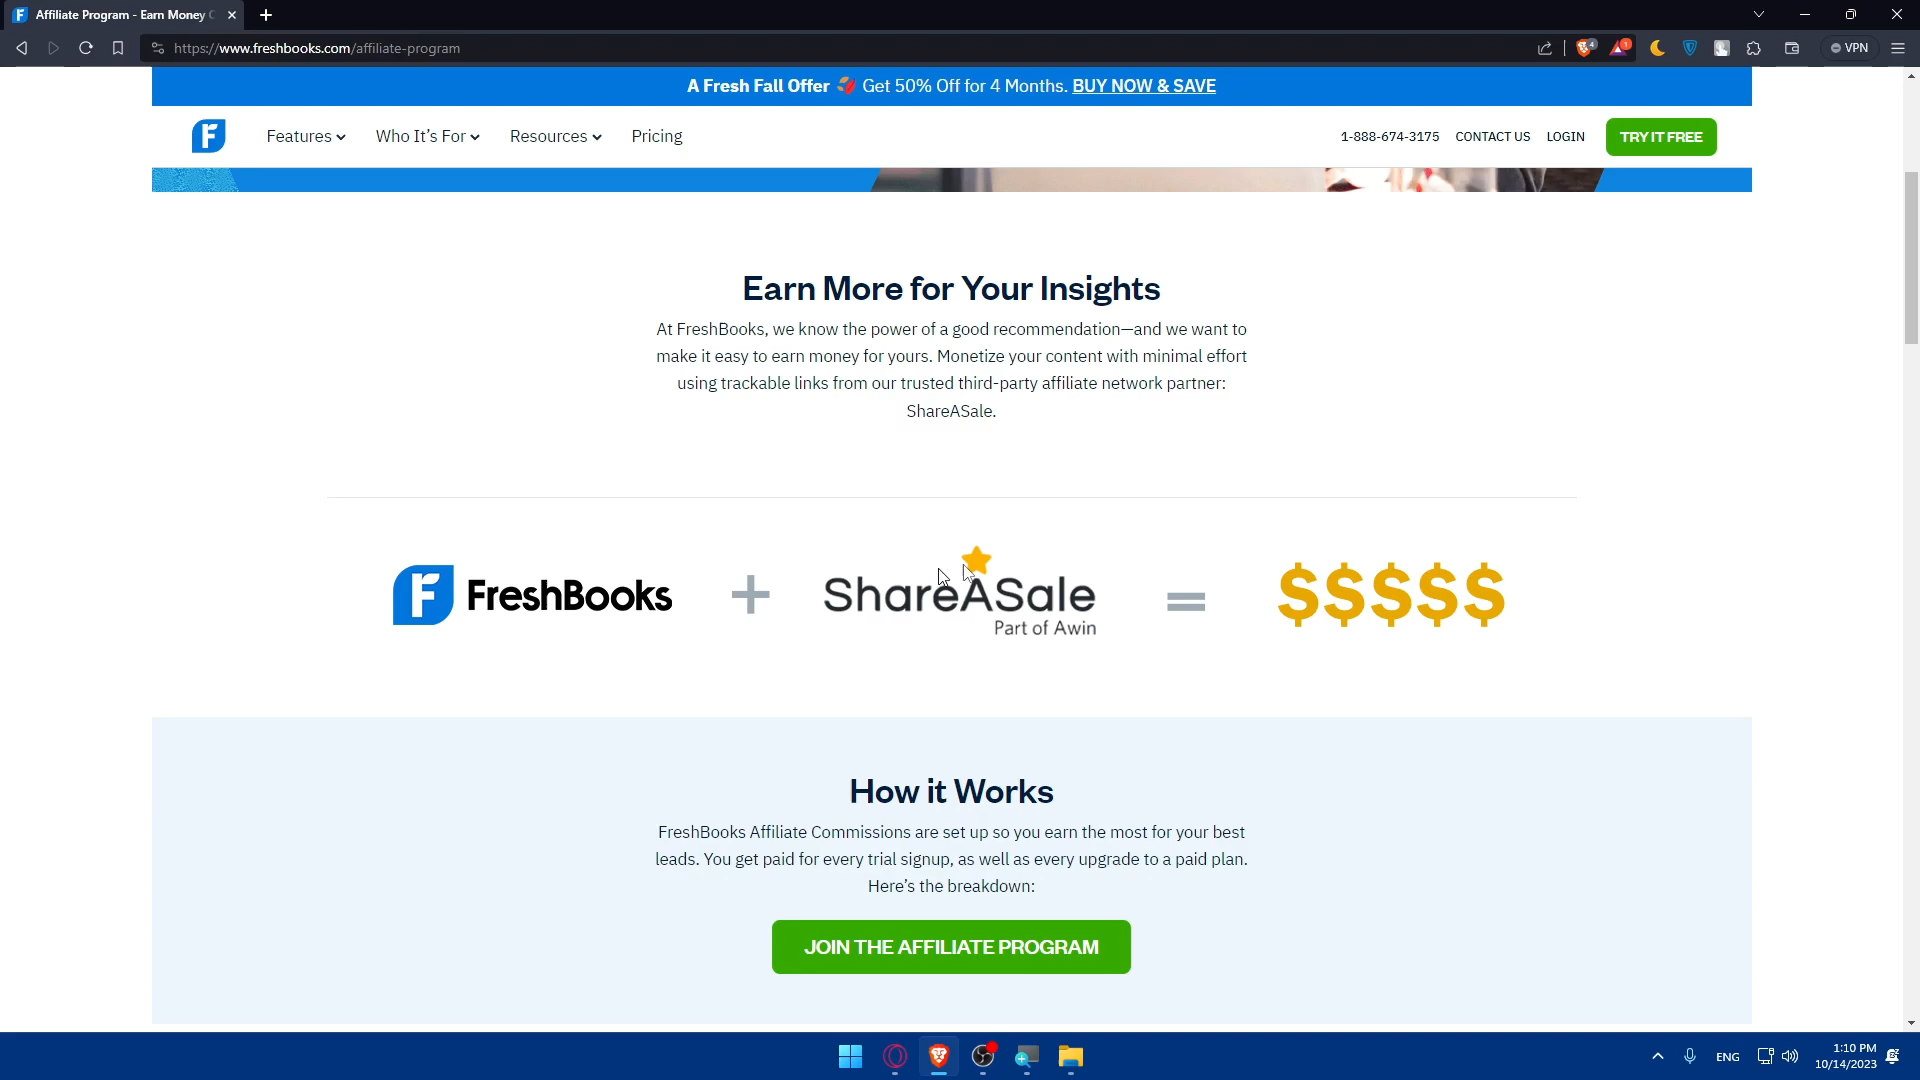 Affiliate Program - Earn Money
https://www.freshbooks.com/affiliate-program
4
1
VPN
A Fresh Fall Offer 🍂 Get 50% Off for 4 Months. BUY NOW & SAVE
Features
Who It's For
Resources
Pricing
1-888-674-3175
CONTACT US
LOGIN
TRY IT FREE
Earn More for Your Insights
At FreshBooks, we know the power of a good recommendation—and we want to
make it easy to earn money for yours. Monetize your content with minimal effort
using trackable links from our trusted third-party affiliate network partner:
ShareASale.
FreshBooks + ShareASale = $$$$$
Part of Awin
How it Works
FreshBooks Affiliate Commissions are set up so you earn the most for your best
leads. You get paid for every trial signup, as well as every upgrade to a paid plan.
Here's the breakdown:
JOIN THE AFFILIATE PROGRAM
ENG
1:10 PM
10/14/2023